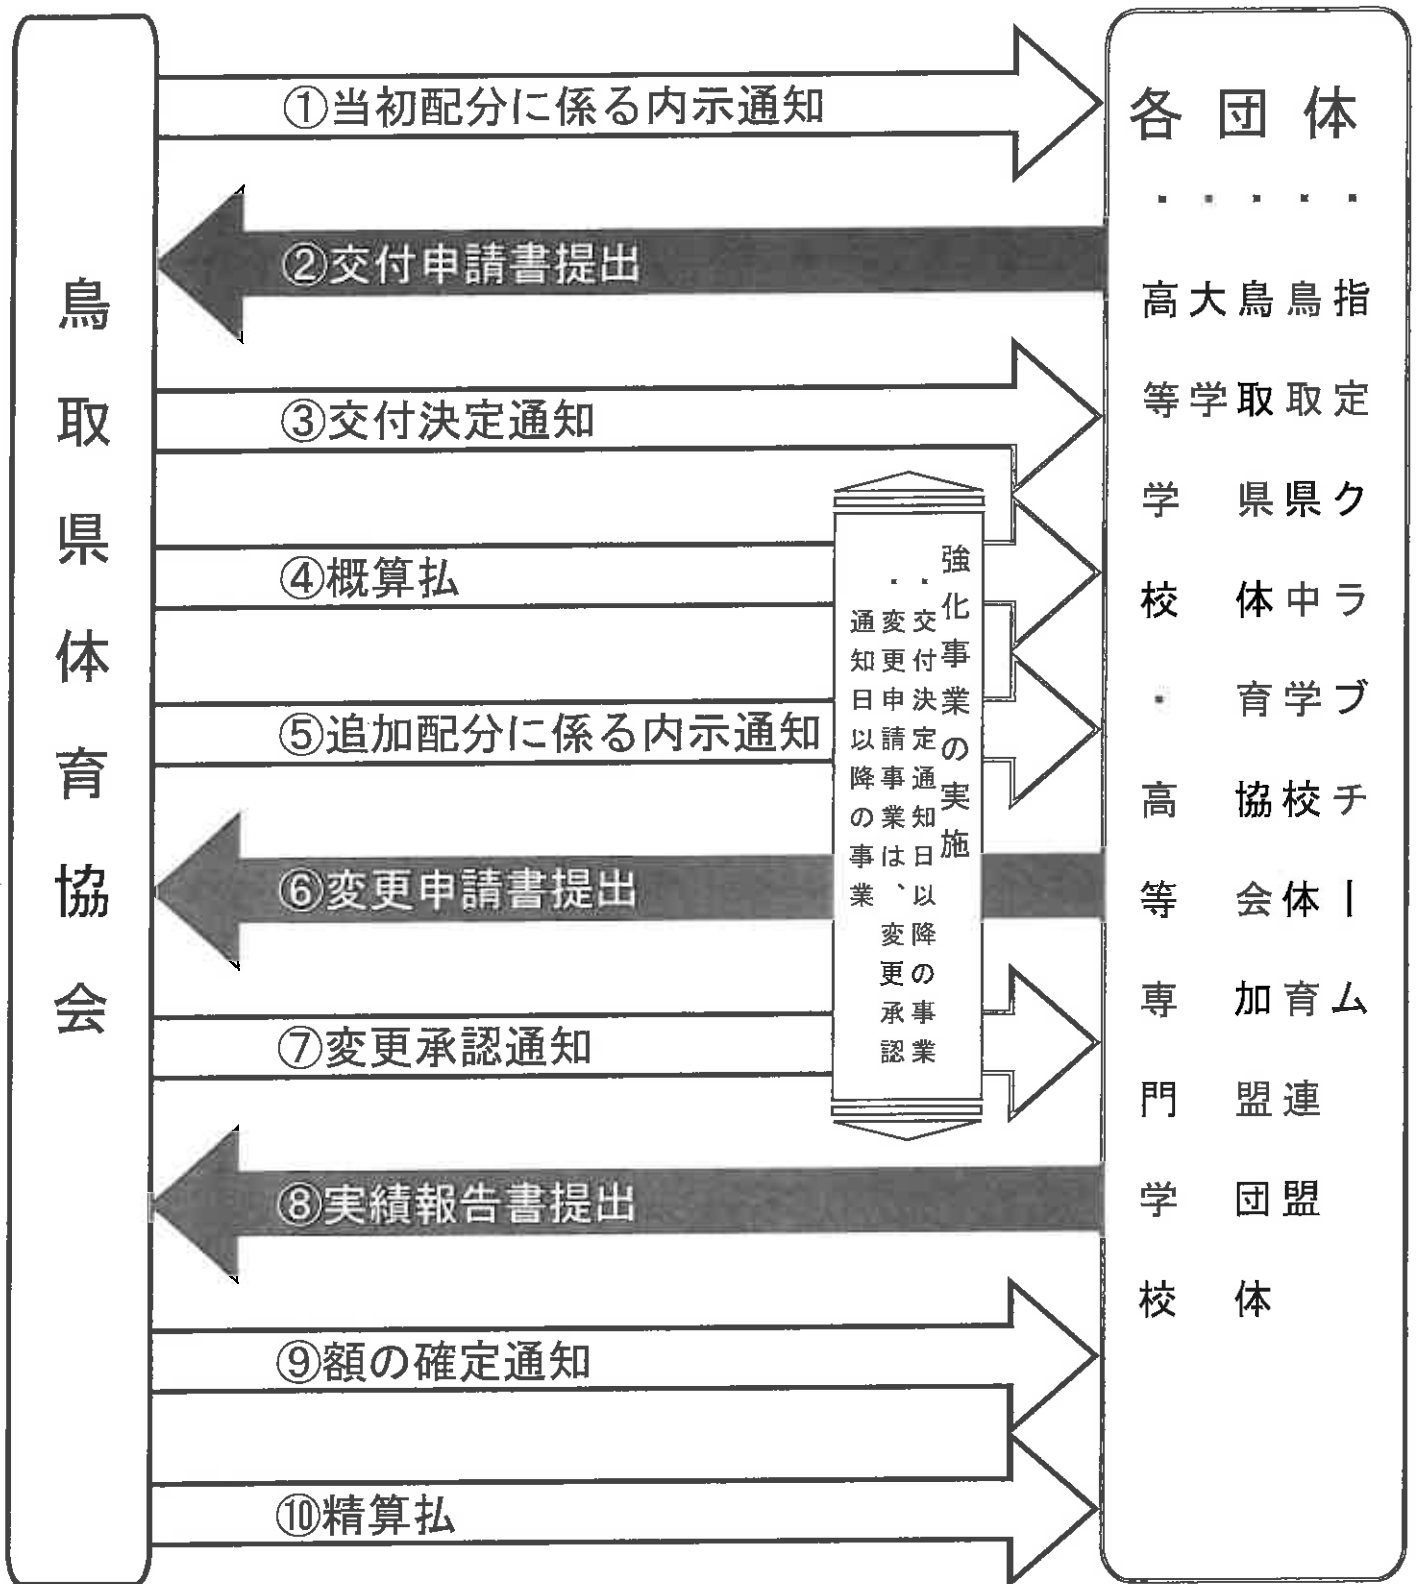 鳥取県体育協会
①当初配分に係る内示通知
②交付申請書提出
③交付決定通知
④概算払
⑤追加配分に係る内示通知
⑥変更申請書提出
⑦変更承認通知
⑧実績報告書提出
⑨額の確定通知
⑩精算払
強化事業の実施
・交付決定通知日以降の事業
・変更申請事業は、変更承認
通知日以降の事業
各団体
・指定クラブチーム
・鳥取県中学校体育連盟
・鳥取県体育協会加盟団体
・大学
・高等学校・高等専門学校